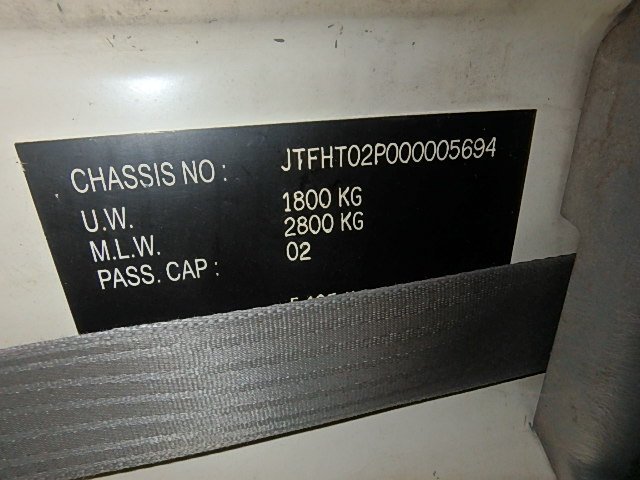 CHASSIS NO : JTFHT02P000005694
U.W. 1800 KG
M.L.W. 2800 KG
PASS. CAP : 02